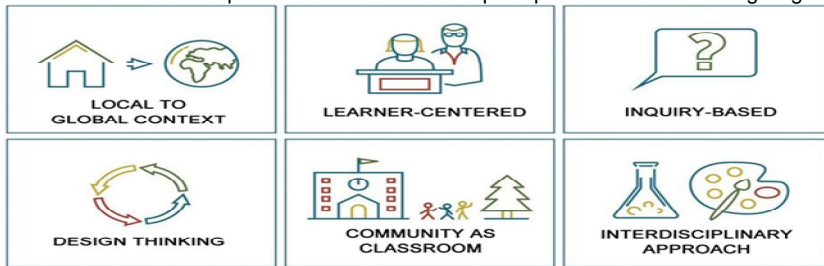 LOCAL TO
GLOBAL CONTEXT
LEARNER-CENTERED
INQUIRY-BASED
?
DESIGN THINKING
COMMUNITY AS
CLASSROOM
INTERDISCIPLINARY
APPROACH